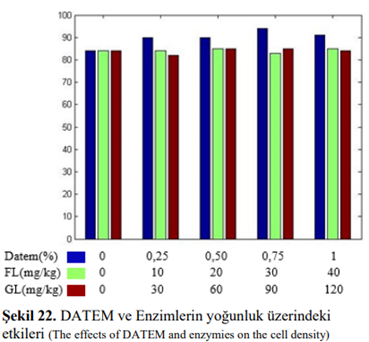 100
90
80
70
60
50
40
30
20
10
0
Datem(%) 0 0,25 0,50 0,75 1
FL(mg/kg) 0 10 20 30 40
GL(mg/kg) 0 30 60 90 120
Şekil 22. DATEM ve Enzimlerin yoğunluk üzerindeki
etkileri (The effects of DATEM and enzymies on the cell density)